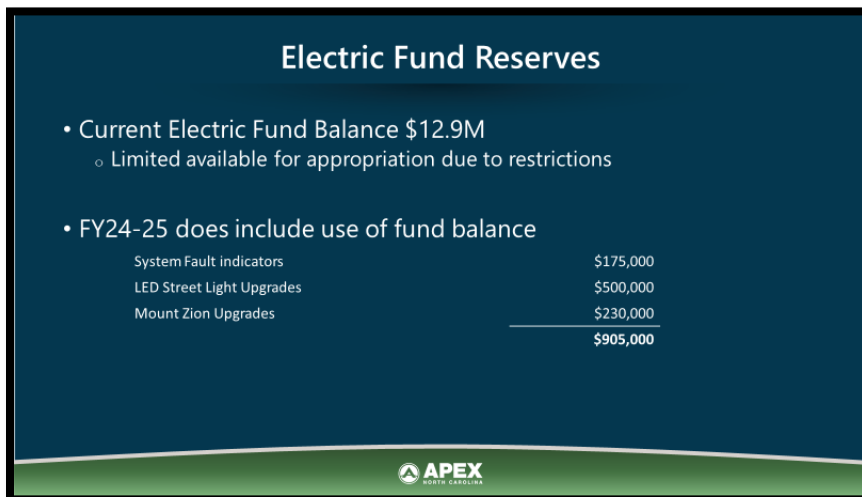 Electric Fund Reserves
• Current Electric Fund Balance $12.9M
o Limited available for appropriation due to restrictions
• FY24-25 does include use of fund balance
System Fault indicators $175,000
LED Street Light Upgrades $500,000
Mount Zion Upgrades $230,000
$905,000
APEX
NORTH CAROLINA